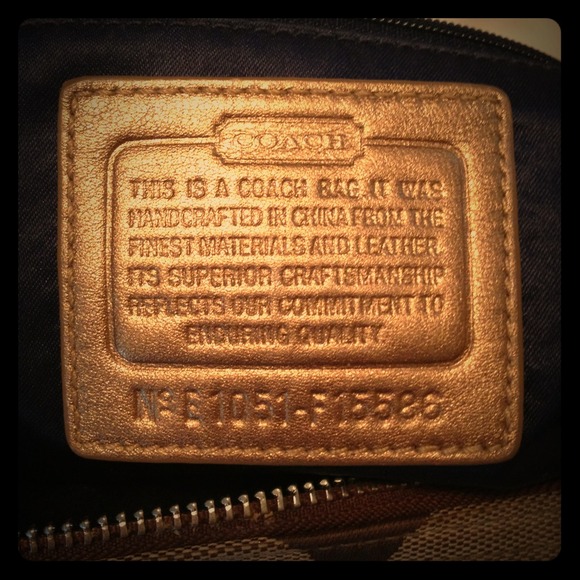 COACH
THIS IS A COACH BAG. IT WAS
HANDCRAFTED IN CHINA FROM THE
FINEST MATERIALS AND LEATHER.
ITS SUPERIOR CRAFTSMANSHIP
REFLECTS OUR COMMITMENT TO
ENDURING QUALITY.
Nº E1051-F15586